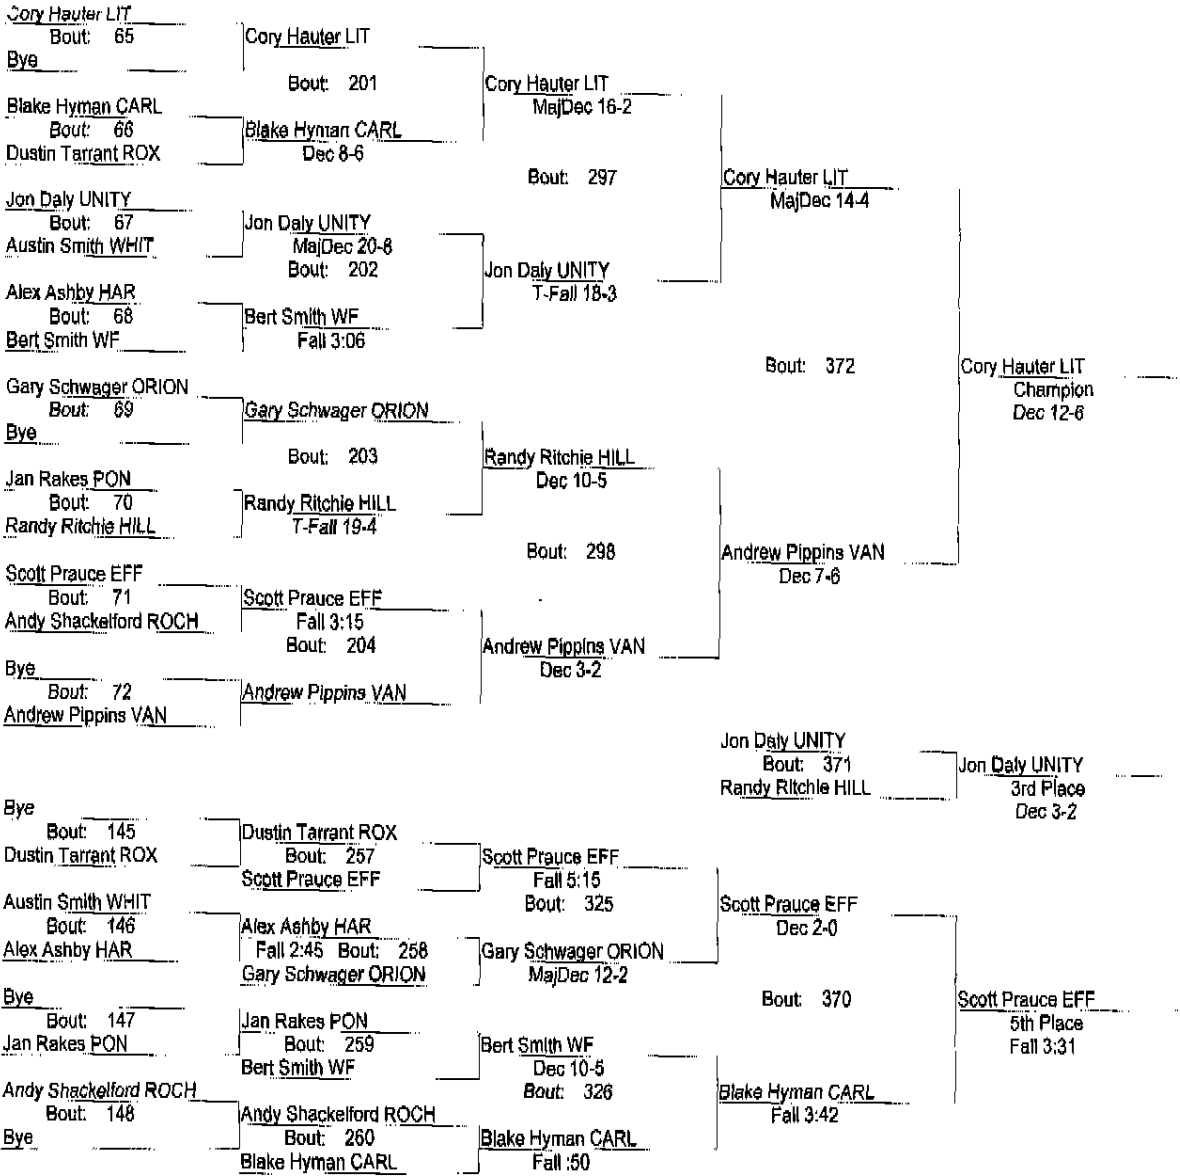 Cory Hauter LIT
Bout: 65
Bye
Cory Hauter LIT
Bout: 201
Blake Hyman CARL
Bout: 66
Dustin Tarrant ROX
Blake Hyman CARL
Dec 8-6
Cory Hauter LIT
MajDec 16-2
Bout: 297
Jon Daly UNITY
Bout: 67
Austin Smith WHIT
Jon Daly UNITY
MajDec 20-8
Bout: 202
Alex Ashby HAR
Bout: 68
Bert Smith WF
Bert Smith WF
Fall 3:06
Jon Daly UNITY
T-Fall 18-3
Cory Hauter LIT
MajDec 14-4
Bout: 372
Gary Schwager ORION
Bout: 69
Bye
Gary Schwager ORION
Bout: 203
Jan Rakes PON
Bout: 70
Randy Ritchie HILL
Randy Ritchie HILL
T-Fall 19-4
Randy Ritchie HILL
Dec 10-5
Bout: 298
Scott Prauce EFF
Bout: 71
Andy Shackelford ROCH
Scott Prauce EFF
Fall 3:15
Bout: 204
Bye
Bout: 72
Andrew Pippins VAN
Andrew Pippins VAN
Andrew Pippins VAN
Dec 3-2
Andrew Pippins VAN
Dec 7-6
Cory Hauter LIT
Champion
Dec 12-6
Jon Daly UNITY
Bout: 371
Randy Ritchie HILL
Jon Daly UNITY
3rd Place
Dec 3-2
Bye
Bout: 145
Dustin Tarrant ROX
Dustin Tarrant ROX
Bout: 257
Scott Prauce EFF
Scott Prauce EFF
Fall 5:15
Bout: 325
Austin Smith WHIT
Bout: 146
Alex Ashby HAR
Alex Ashby HAR
Fall 2:45 Bout: 258
Gary Schwager ORION
Gary Schwager ORION
MajDec 12-2
Scott Prauce EFF
Dec 2-0
Bout: 370
Bye
Bout: 147
Jan Rakes PON
Jan Rakes PON
Bout: 259
Bert Smith WF
Bert Smith WF
Dec 10-5
Bout: 326
Andy Shackelford ROCH
Bout: 148
Bye
Andy Shackelford ROCH
Bout: 260
Blake Hyman CARL
Blake Hyman CARL
Fall :50
Blake Hyman CARL
Fall 3:42
Scott Prauce EFF
5th Place
Fall 3:31